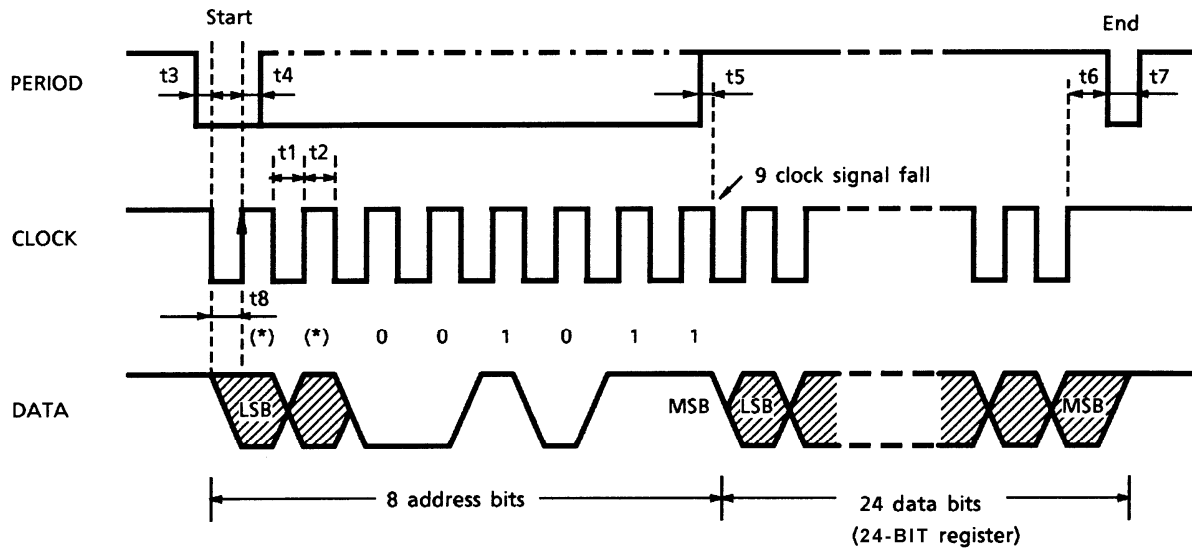 Start
End
PERIOD
t3
t4
t5
t6
t7
t1
t2
9 clock signal fall
CLOCK
t8
(*) (*) 0 0 1 0 1 1
DATA
LSB
MSB
LSB
MSB
8 address bits
24 data bits
(24-BIT register)